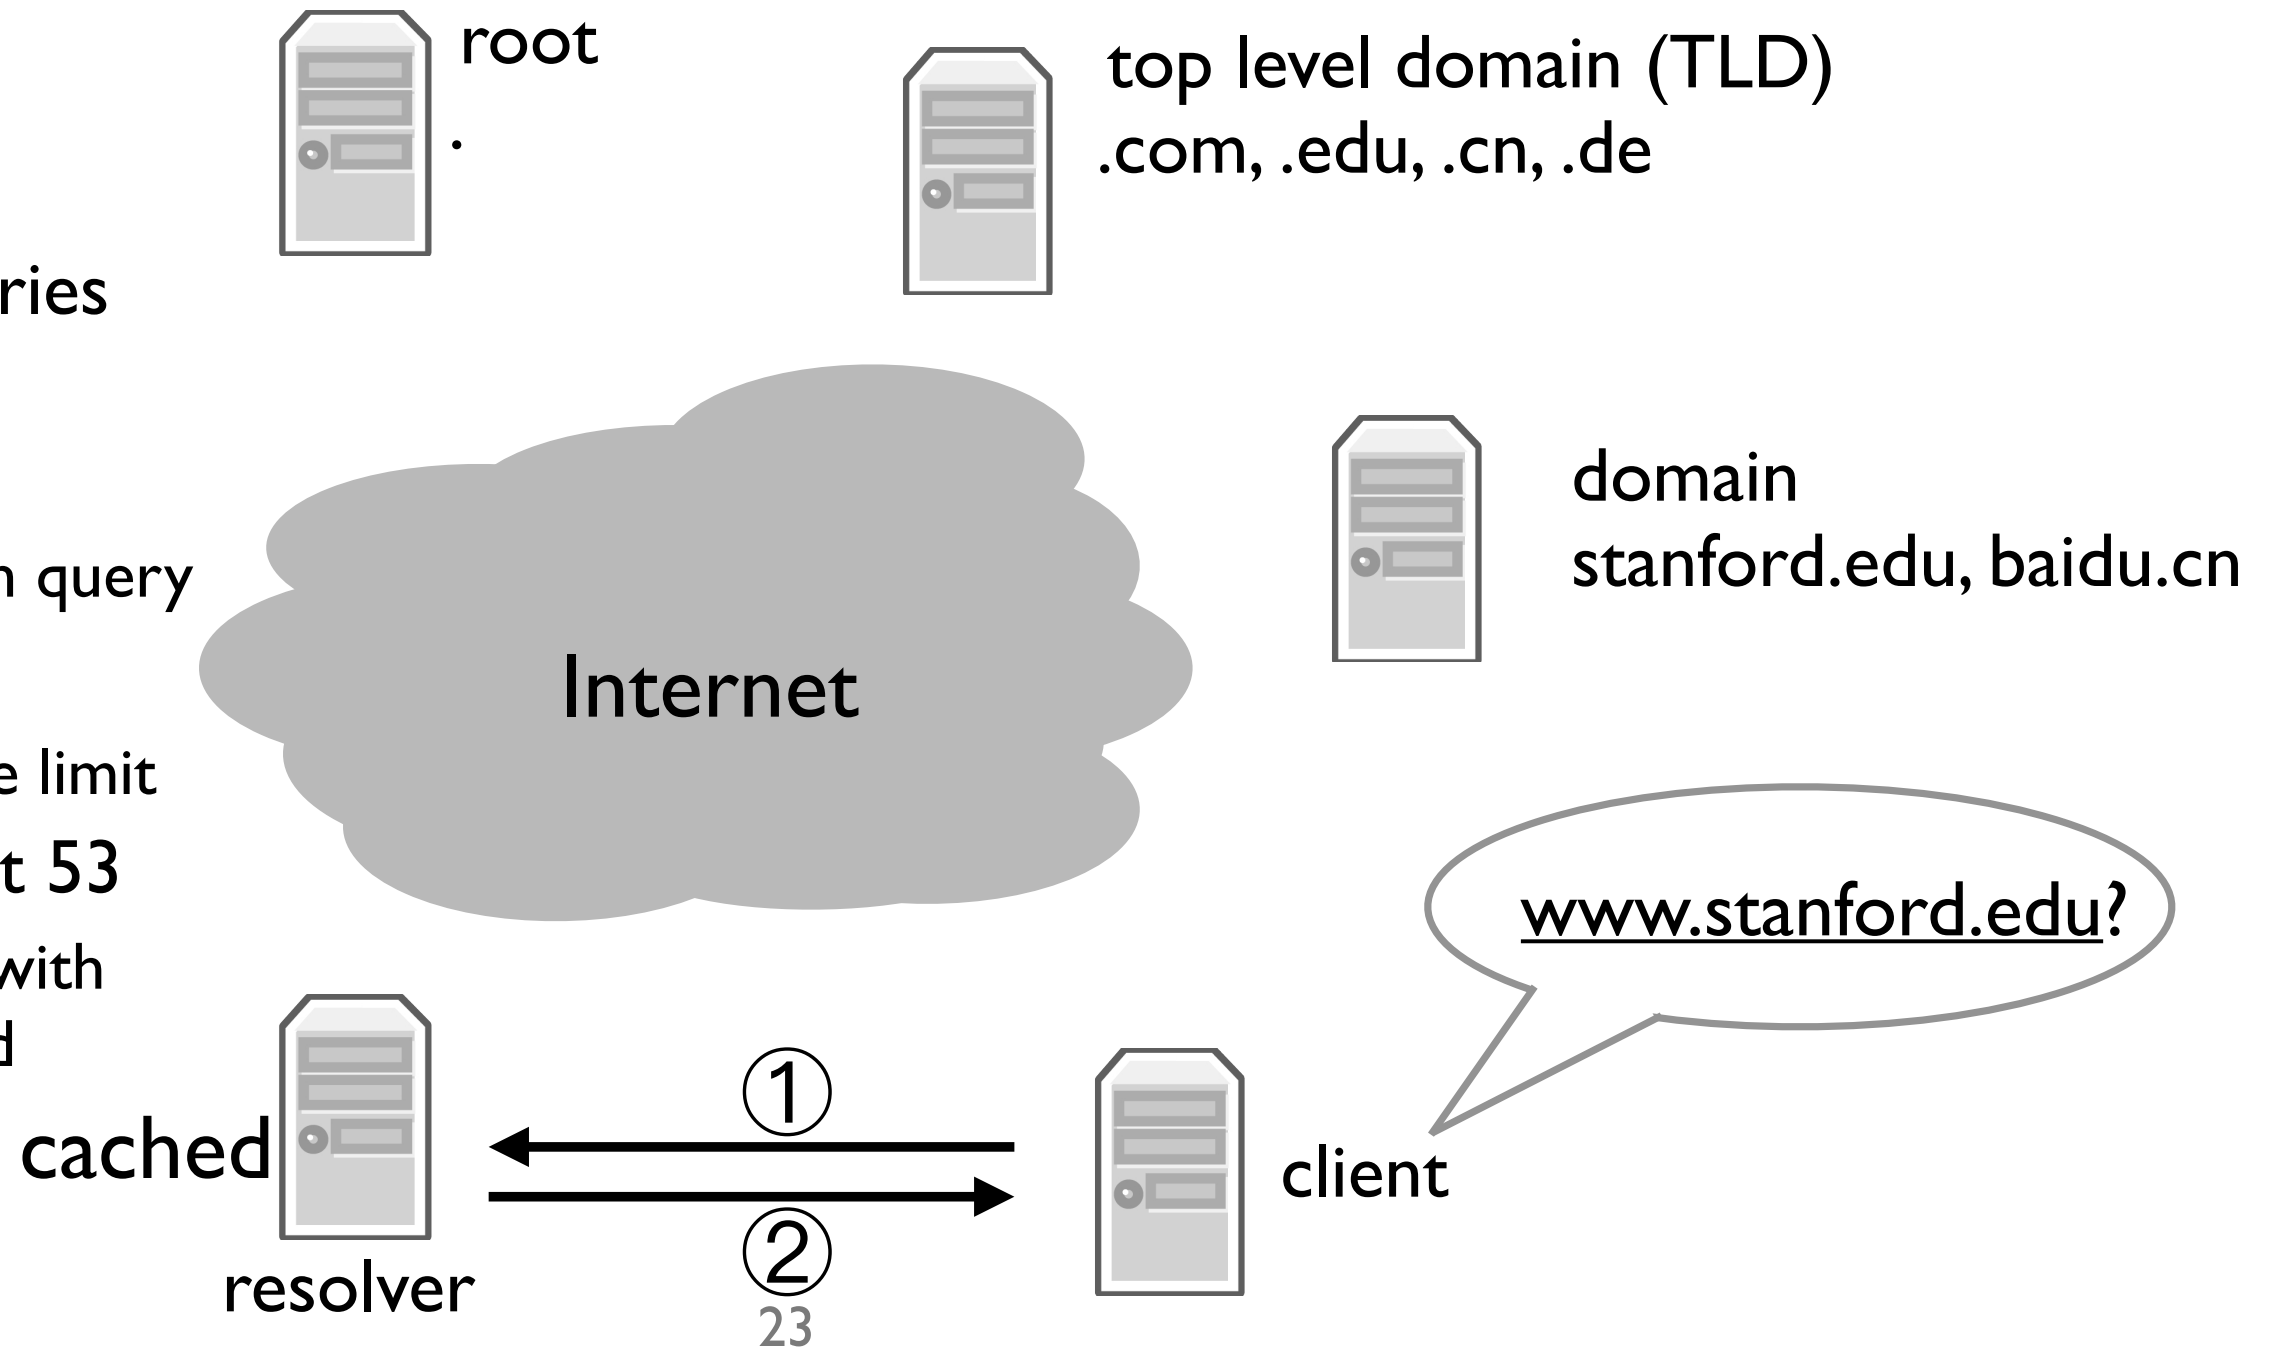 root
.
top level domain (TLD)
.com, .edu, .cn, .de
ries
domain
stanford.edu, baidu.cn
n query
Internet
e limit
t 53
www.stanford.edu?
with
d
①
cached
client
②
resolver
23